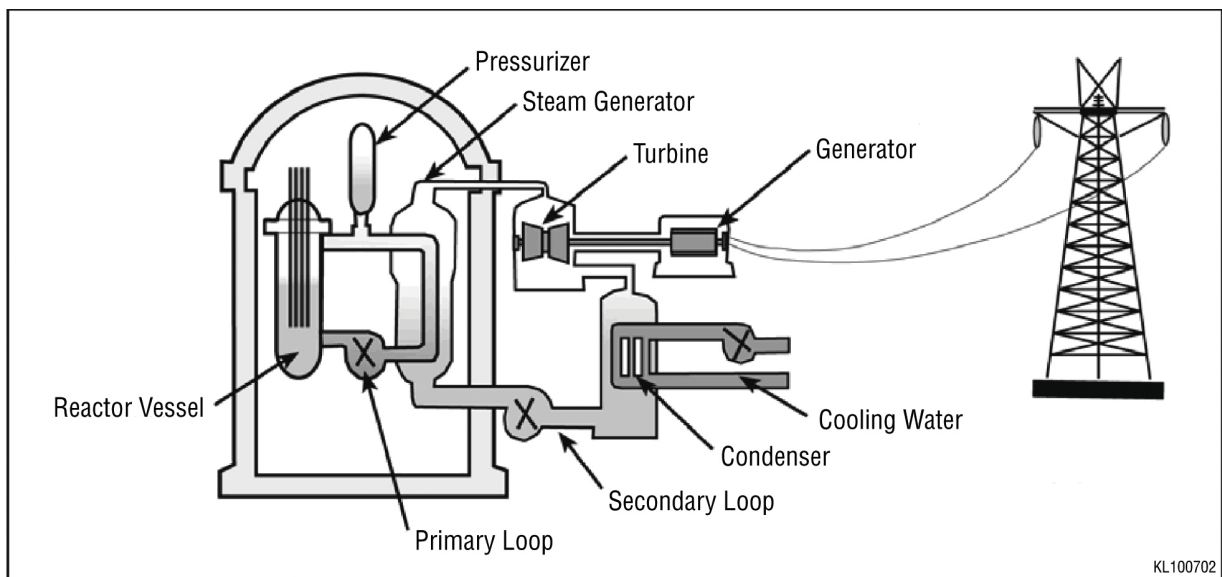 Pressurizer
Steam Generator
Turbine
Generator
Reactor Vessel
Cooling Water
Condenser
Secondary Loop
Primary Loop
KL100702